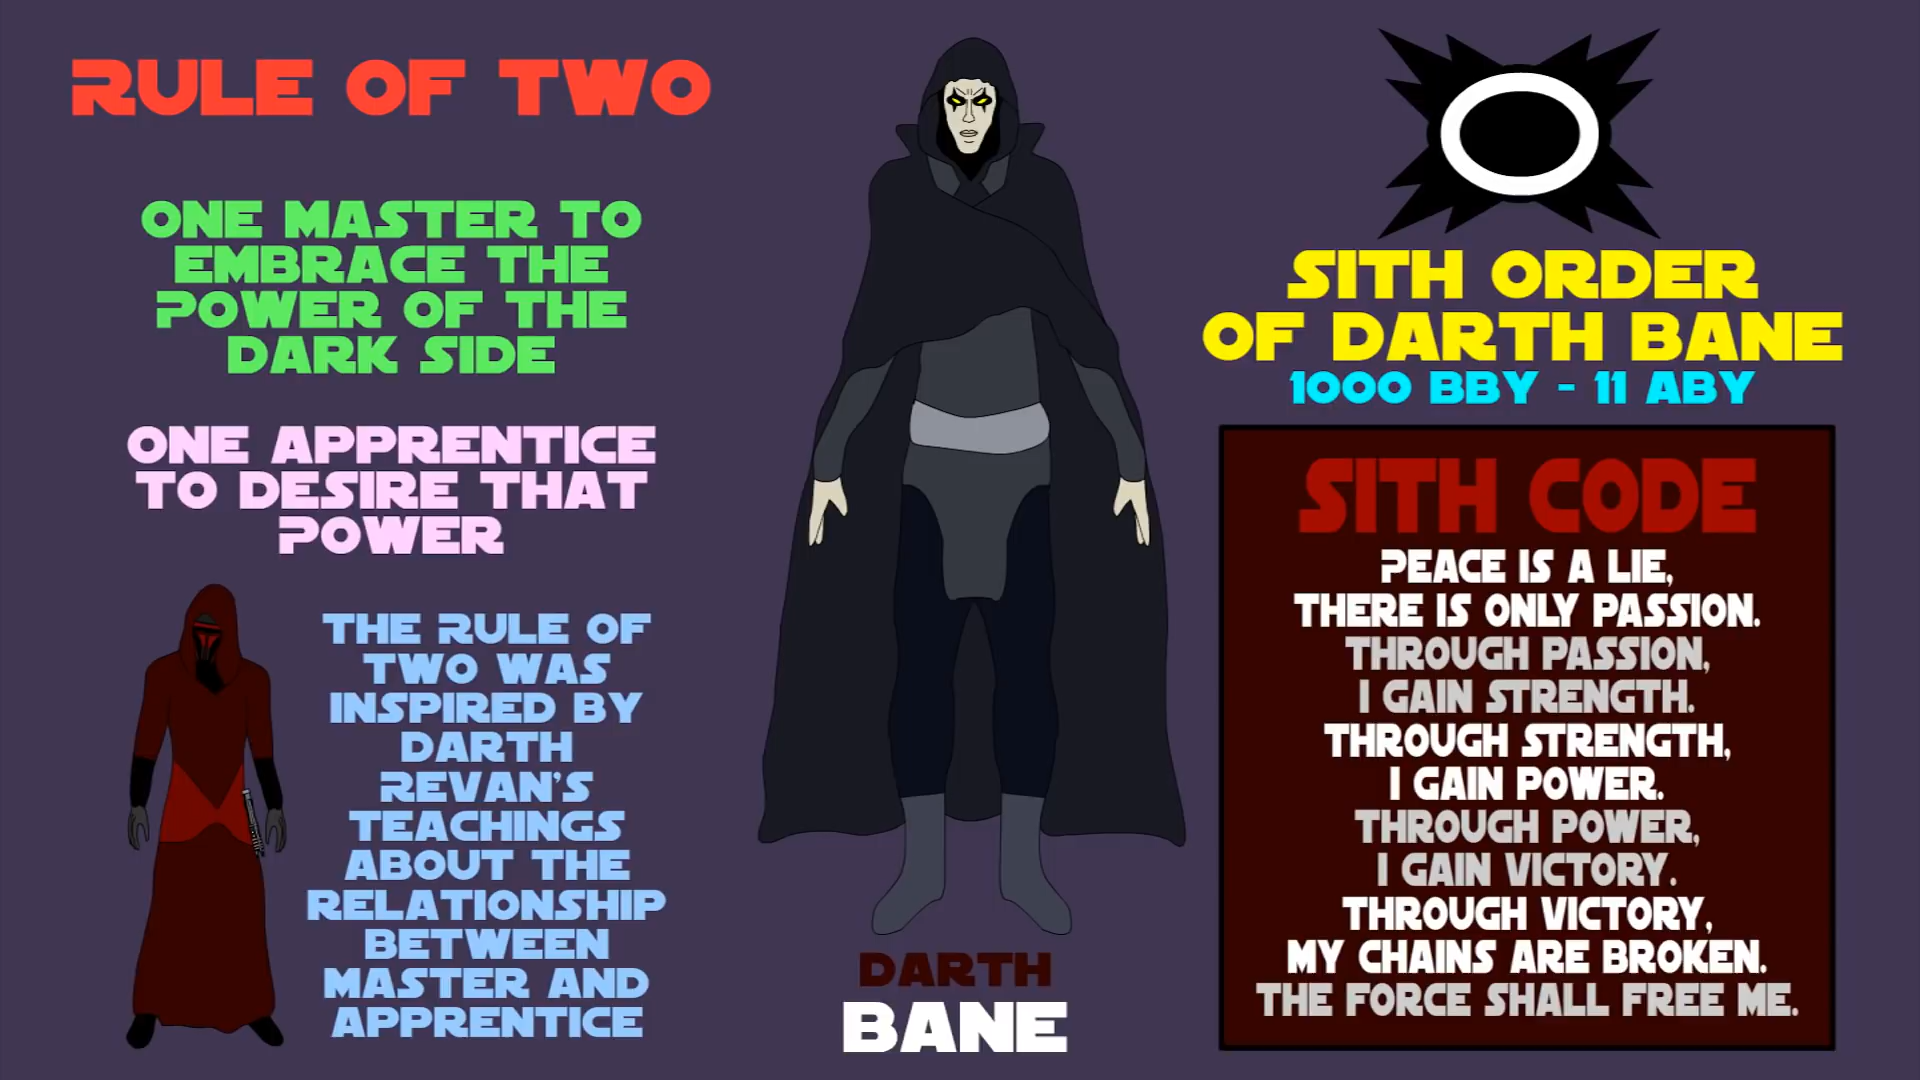 RULE OF TWO
ONE MASTER TO
EMBRACE THE
POWER OF THE
DARK SIDE
ONE APPRENTICE
TO DESIRE THAT
POWER
THE RULE OF
TWO WAS
INSPIRED BY
DARTH
REVAN'S
TEACHINGS
ABOUT THE
RELATIONSHIP
BETWEEN
MASTER AND
APPRENTICE
DARTH
BANE
SITH ORDER
OF DARTH BANE
1000 BBY - 11 ABY
SITH CODE
PEACE IS A LIE,
THERE IS ONLY PASSION.
THROUGH PASSION,
I GAIN STRENGTH.
THROUGH STRENGTH,
I GAIN POWER.
THROUGH POWER,
I GAIN VICTORY.
THROUGH VICTORY,
MY CHAINS ARE BROKEN.
THE FORCE SHALL FREE ME.